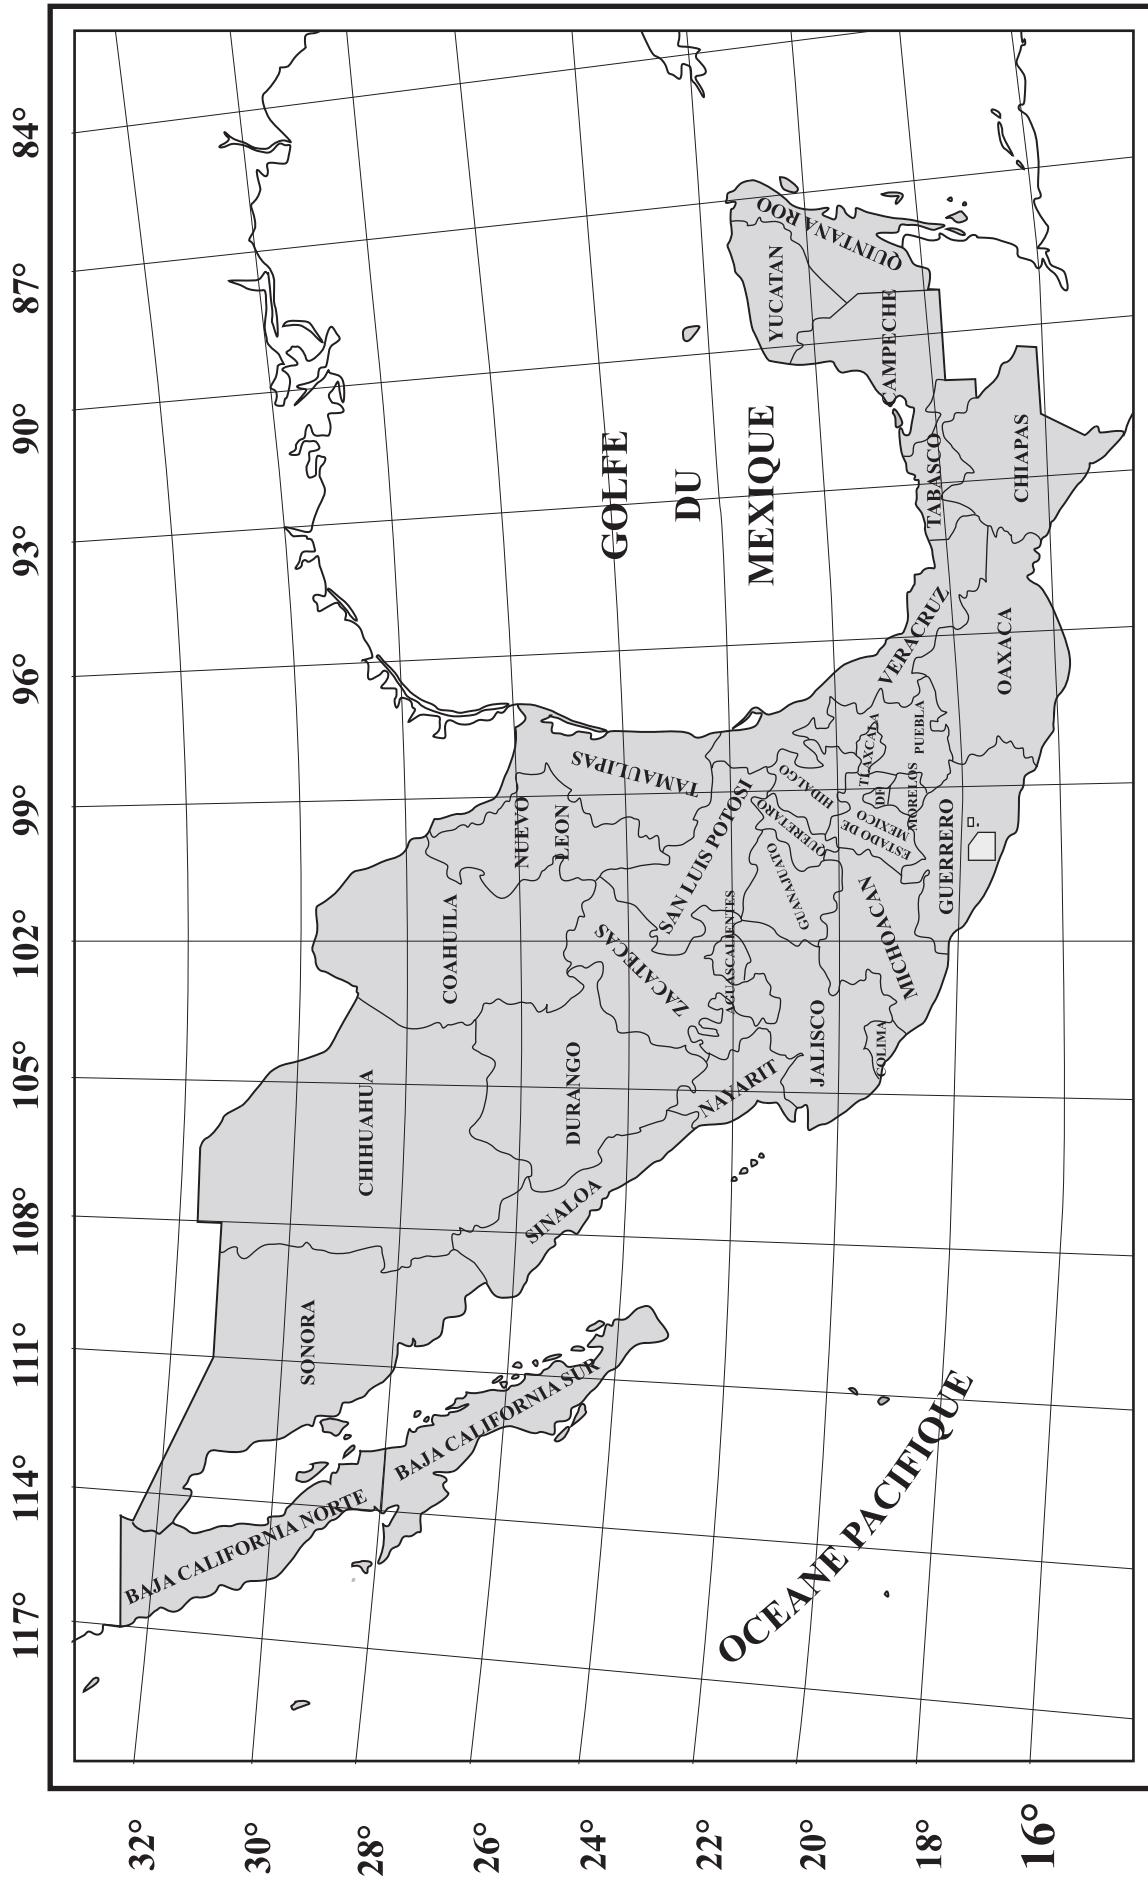 117° 114° 111° 108° 105° 102° 99° 96° 93° 90° 87° 84°
32°
30°
28°
26°
24°
22°
20°
18°
16°
BAJA CALIFORNIA NORTE
BAJA CALIFORNIA SUR
SONORA
CHIHUAHUA
COAHUILA
NUEVO
LEON
TAMAULIPAS
SINALOA
DURANGO
ZACATECAS
SAN LUIS POTOSI
NAYARIT
AGUASCALIENTES
JALISCO
GUANAJUATO
QUERETARO
HIDALGO
COLIMA
MICHOACAN
ESTADO DE
MEXICO
DF
TLAXCALA
MORELOS
PUEBLA
VERACRUZ
GUERRERO
OAXACA
TABASCO
CHIAPAS
CAMPECHE
YUCATAN
QUINTANA ROO
GOLFE
DU
MEXIQUE
OCEANE PACIFIQUE